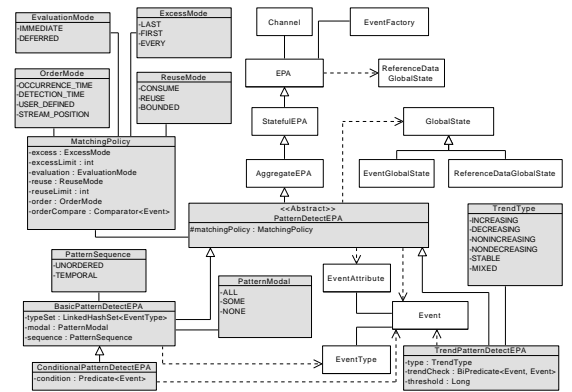 EvaluationMode
-IMMEDIATE
-DEFERRED
ExcessMode
-LAST
-FIRST
-EVERY
Channel
EventFactory
OrderMode
-OCCURRENCE_TIME
-DETECTION_TIME
-USER_DEFINED
-STREAM_POSITION
ReuseMode
-CONSUME
-REUSE
-BOUNDED
EPA
ReferenceData
GlobalState
StatefulEPA
GlobalState
MatchingPolicy
-excess : ExcessMode
-excessLimit : int
-evaluation : EvaluationMode
-reuse : ReuseMode
-reuseLimit : int
-order : OrderMode
-orderCompare : Comparator<Event>
AggregateEPA
EventGlobalState
ReferenceDataGlobalState
<<Abstract>>
PatternDetectEPA
#matchingPolicy : MatchingPolicy
TrendType
-INCREASING
-DECREASING
-NONINCREASING
-NONDECREASING
-STABLE
-MIXED
PatternSequence
-UNORDERED
-TEMPORAL
PatternModal
-ALL
-SOME
-NONE
EventAttribute
BasicPatternDetectEPA
-typeSet : LinkedHashSet<EventType>
-modal : PatternModal
-sequence : PatternSequence
Event
EventType
ConditionalPatternDetectEPA
-condition : Predicate<Event>
TrendPatternDetectEPA
-type : TrendType
-trendCheck : BiPredicate<Event, Event>
-threshold : Long